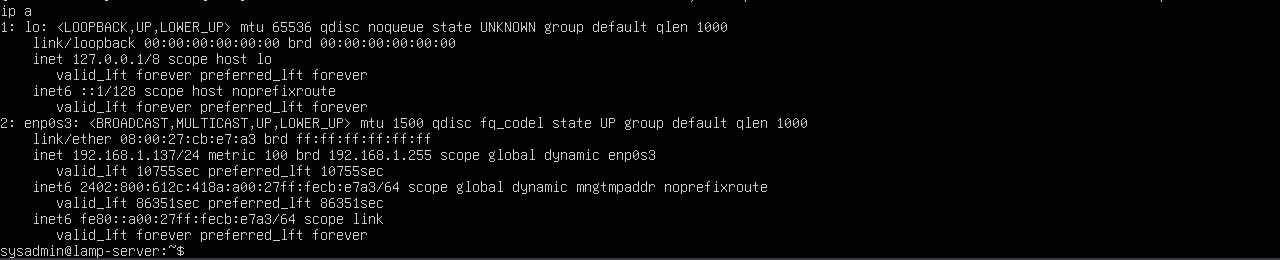 ip a
1: lo: <LOOPBACK,UP,LOWER_UP> mtu 65536 qdisc noqueue state UNKNOWN group default qlen 1000
    link/loopback 00:00:00:00:00:00 brd 00:00:00:00:00:00
    inet 127.0.0.1/8 scope host lo
       valid_lft forever preferred_lft forever
    inet6 ::1/128 scope host noprefixroute
       valid_lft forever preferred_lft forever
2: enp0s3: <BROADCAST,MULTICAST,UP,LOWER_UP> mtu 1500 qdisc fq_codel state UP group default qlen 1000
    link/ether 08:00:27:cb:e7:a3 brd ff:ff:ff:ff:ff:ff
    inet 192.168.1.137/24 metric 100 brd 192.168.1.255 scope global dynamic enp0s3
       valid_lft 10755sec preferred_lft 10755sec
    inet6 2402:800:612c:418a:a00:27ff:fecb:e7a3/64 scope global dynamic mngtmpaddr noprefixroute
       valid_lft 86351sec preferred_lft 86351sec
    inet6 fe80::a00:27ff:fecb:e7a3/64 scope link
       valid_lft forever preferred_lft forever
sysadmin@lamp-server:~$